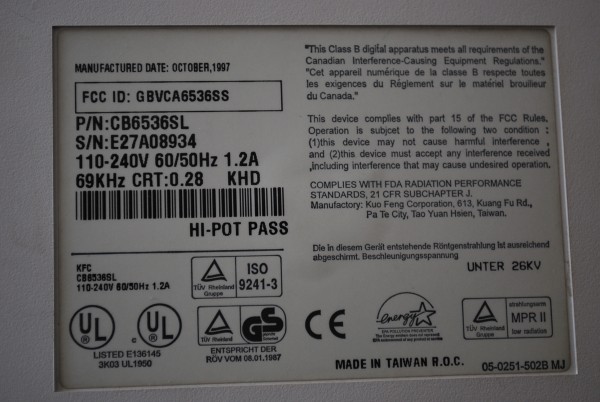 MANUFACTURED DATE: OCTOBER,1997
FCC ID: GBVCA6536SS
P/N:CB6536SL
S/N:E27A08934
110-240V 60/50Hz 1.2A
69KHz CRT:0.28 KHD
HI-POT PASS
"This Class B digital apparatus meets all requirements of the
Canadian Interference-Causing Equipment Regulations."
"Cet appareil numérique de la classe B respecte toutes
les exigences du Règlement sur le matériel brouilleur
du Canada."
This device complies with part 15 of the FCC Rules,
Operation is subjcet to the following two condition :
(1)this device may not cause harmful interference ,
and (2)this device must accept any interference received
,including interference that may cause undesired operation.
COMPLIES WITH FDA RADIATION PERFORMANCE
STANDARDS, 21 CFR SUBCHAPTER J.
Manufactory: Kuo Feng Corporation, 613, Kuang Fu Rd.,
Pa Te City, Tao Yuan Hsien, Taiwan.
Die in diesem Gerät entstehende Röntgenstrahlung ist ausreichend
abgeschirmt. Beschleunigungsspannung
UNTER 26KV
KFC
CB6536SL
110-240V 60/50Hz 1.2A
TÜV Rheinland
Gruppe
ISO
9241-3
UL
c UL
LISTED E136145
3K03 UL1950
TÜV Rheinland
Gruppe
GS
ENTSPRICHT DER
RÖV VOM 08.01.1987
CE
energy
EPA POLLUTION PREVENTER
MADE IN TAIWAN R.O.C.
TÜV Rheinland
Gruppe
strahlungsarm
MPR II
low radiation
05-0251-502B MJ